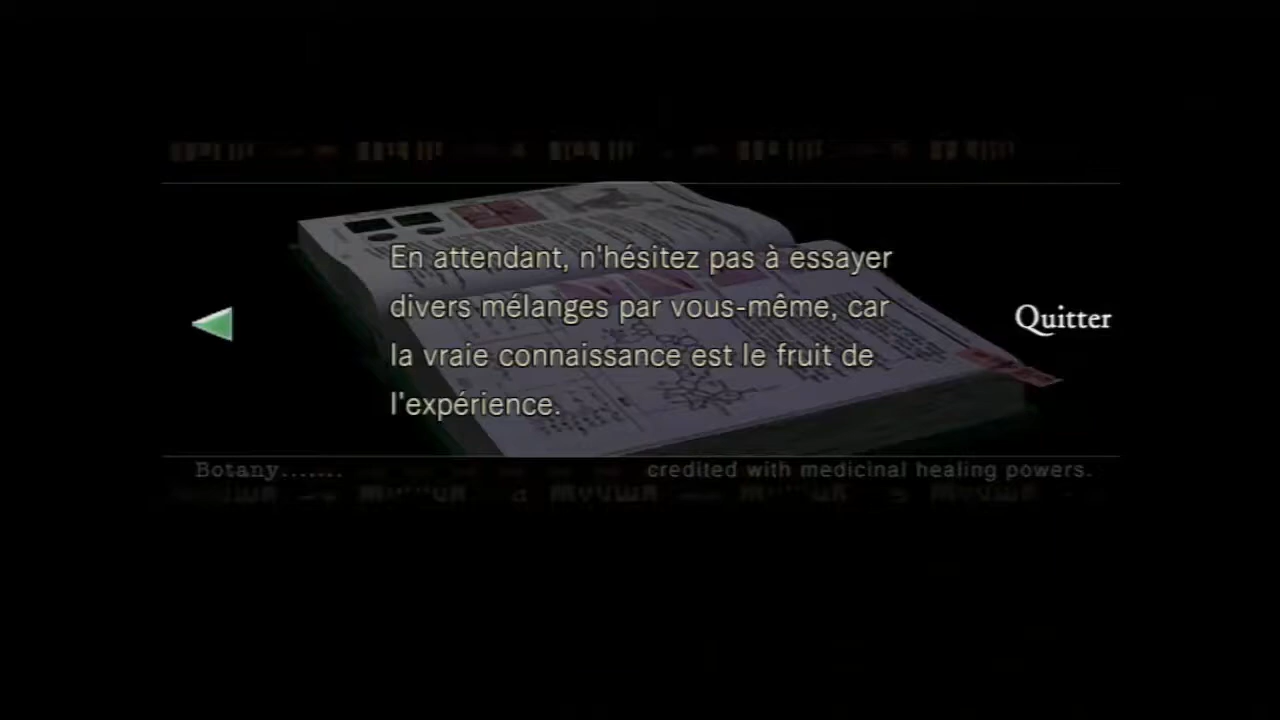 En attendant, n'hésitez pas à essayer
divers mélanges par vous-même, car
la vraie connaissance est le fruit de
l'expérience.
Quitter
Botany.......
credited with medicinal healing powers.